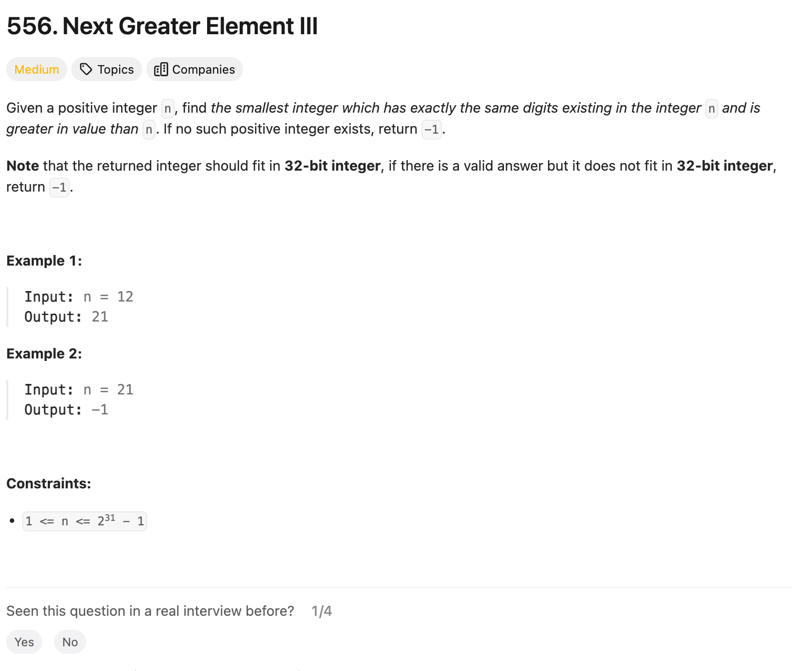 556. Next Greater Element III
Medium Topics Companies
Given a positive integer n, find the smallest integer which has exactly the same digits existing in the integer n and is
greater in value than n. If no such positive integer exists, return -1.
Note that the returned integer should fit in 32-bit integer, if there is a valid answer but it does not fit in 32-bit integer,
return -1.
Example 1:
Input: n = 12
Output: 21
Example 2:
Input: n = 21
Output: -1
Constraints:
• 1 <= n <= 2³¹ - 1
Seen this question in a real interview before? 1/4
Yes No